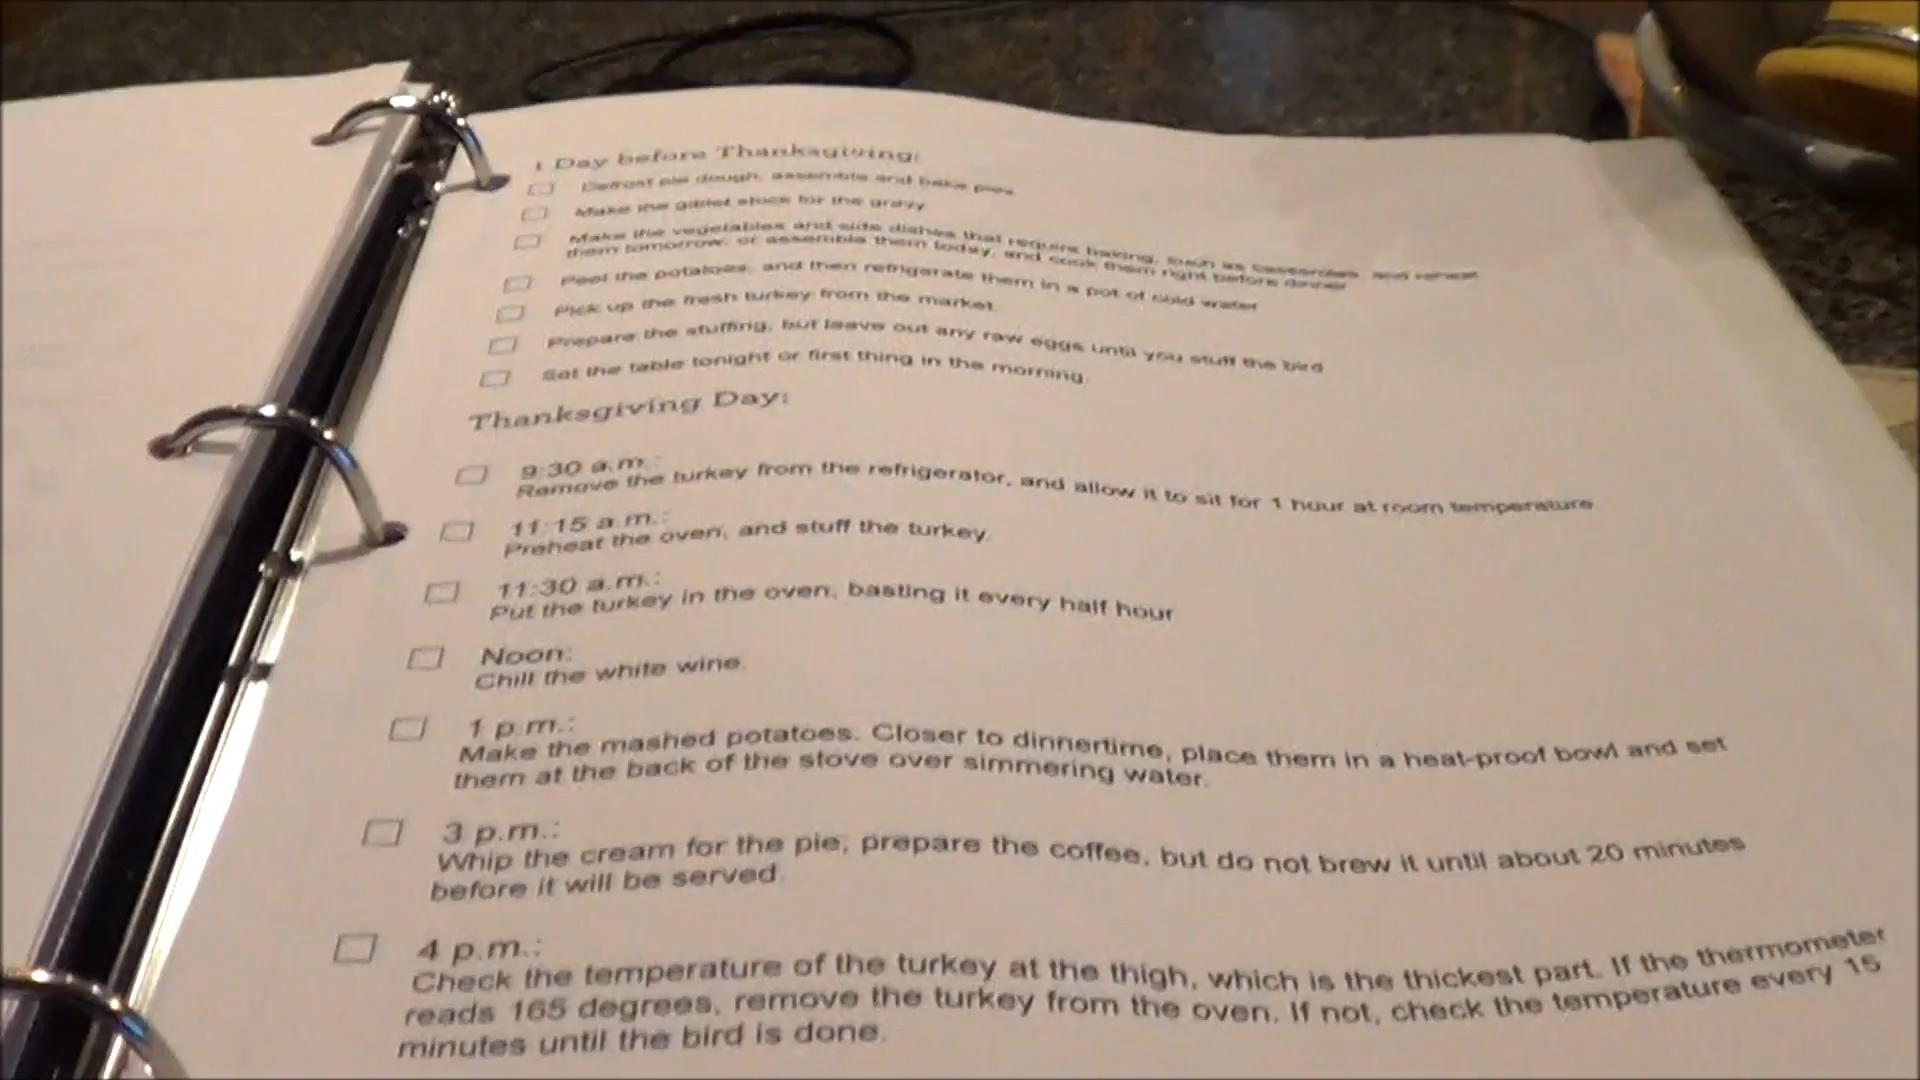 1 Day before Thanksgiving:
Defrost pie dough, assemble and bake pies
Make the giblet stock for the gravy
Make the vegetables and side dishes that require baking, such as casseroles, and reheat
them tomorrow, or assemble them today, and cook them right before dinner
Peel the potatoes, and then refrigerate them in a pot of cold water
Pick up the fresh turkey from the market.
Prepare the stuffing, but leave out any raw eggs until you stuff the bird
Set the table tonight or first thing in the morning.
Thanksgiving Day:
9:30 a.m.:
Remove the turkey from the refrigerator, and allow it to sit for 1 hour at room temperature
11:15 a.m.:
Preheat the oven, and stuff the turkey.
11:30 a.m.:
Put the turkey in the oven, basting it every half hour
Noon:
Chill the white wine.
1 p.m.:
Make the mashed potatoes. Closer to dinnertime, place them in a heat-proof bowl and set
them at the back of the stove over simmering water.
3 p.m.:
Whip the cream for the pie, prepare the coffee, but do not brew it until about 20 minutes
before it will be served.
4 p.m.:
Check the temperature of the turkey at the thigh, which is the thickest part. If the thermometer
reads 165 degrees, remove the turkey from the oven. If not, check the temperature every 15
minutes until the bird is done.